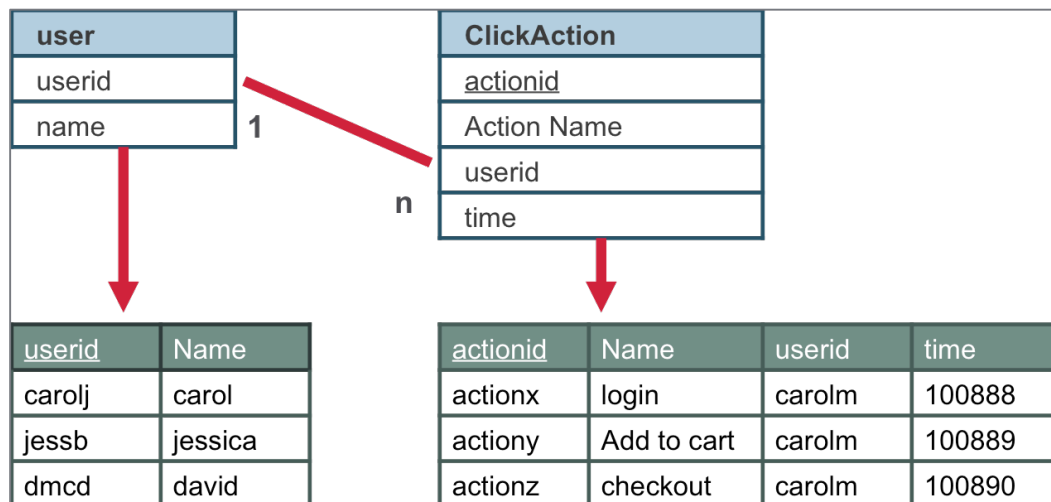 user
userid
name
1
n
ClickAction
actionid
Action Name
userid
time
userid Name
carolj carol
jessb jessica
dmcd david
actionid Name userid time
actionx login carolm 100888
actiony Add to cart carolm 100889
actionz checkout carolm 100890